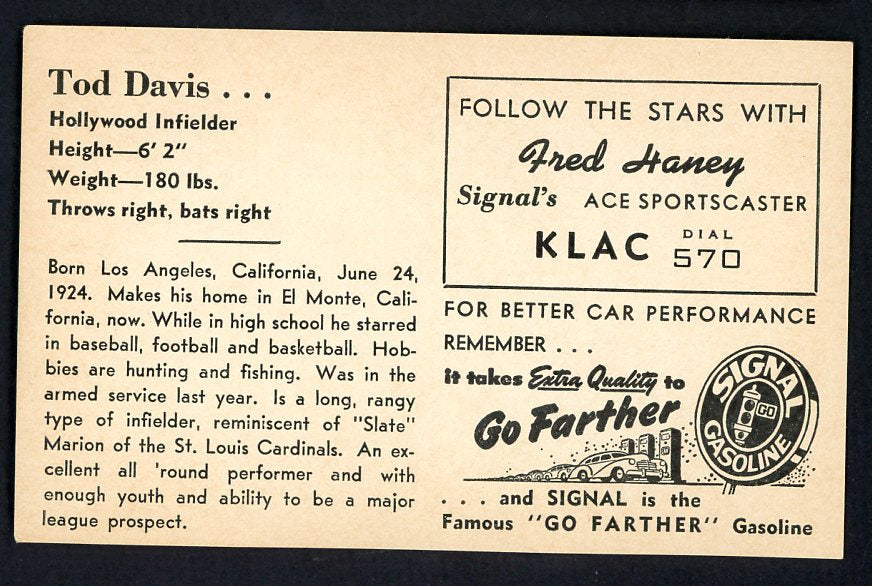 Tod Davis . . .
Hollywood Infielder
Height—6' 2"
Weight—180 lbs.
Throws right, bats right
Born Los Angeles, California, June 24,
1924. Makes his home in El Monte, Cali-
fornia, now. While in high school he starred
in baseball, football and basketball. Hob-
bies are hunting and fishing. Was in the
armed service last year. Is a long, rangy
type of infielder, reminiscent of "Slate"
Marion of the St. Louis Cardinals. An ex-
cellent all 'round performer and with
enough youth and ability to be a major
league prospect.
FOLLOW THE STARS WITH
Fred Haney
Signal's ACE SPORTSCASTER
KLAC DIAL 570
FOR BETTER CAR PERFORMANCE
REMEMBER . . .
it takes Extra Quality to
Go Farther
SIGNAL
GO
GASOLINE
. . . and SIGNAL is the
Famous "GO FARTHER" Gasoline